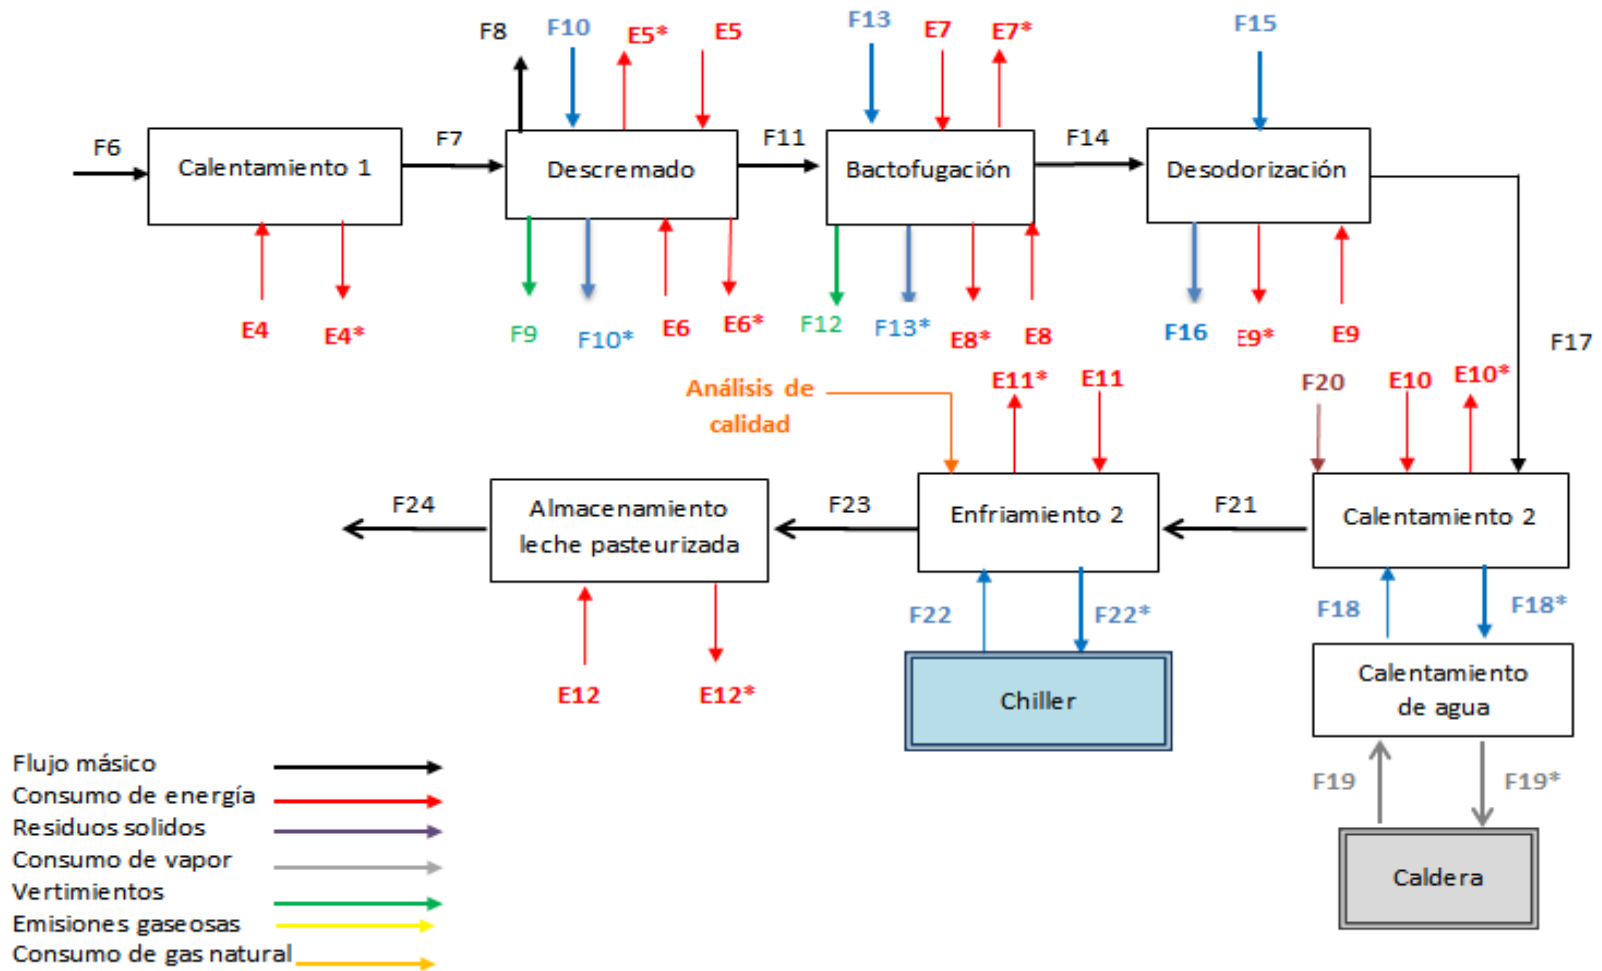 F8
F10
E5*
E5
F13
E7
E7*
F15
F6
Calentamiento 1
F7
Descremado
F11
Bactofugación
F14
Desodorización
E4
E4*
F9
F10*
E6
E6*
F12
F13*
E8*
E8
F16
E9*
E9
F17
Análisis de
calidad
E11*
E11
F20
E10
E10*
F24
Almacenamiento
leche pasteurizada
F23
Enfriamiento 2
F21
Calentamiento 2
E12
E12*
F22
F22*
F18
F18*
Chiller
Calentamiento
de agua
F19
F19*
Caldera
Flujo másico
Consumo de energía
Residuos solidos
Consumo de vapor
Vertimientos
Emisiones gaseosas
Consumo de gas natural